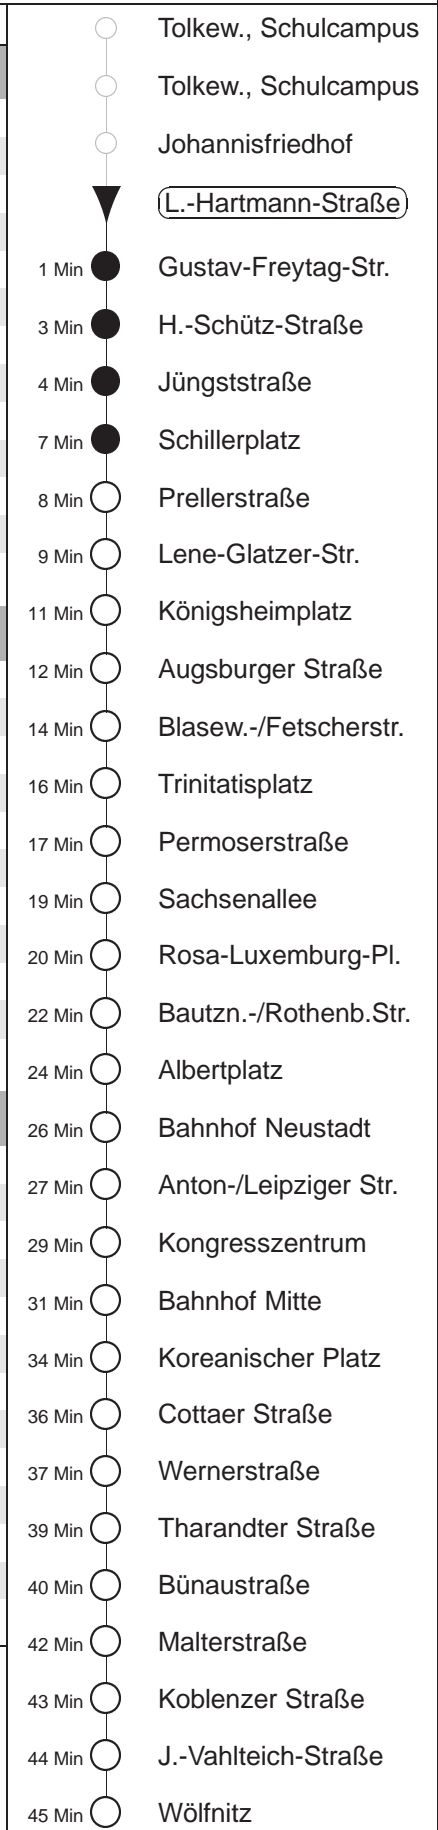 Tolkew., Schulcampus
Tolkew., Schulcampus
Johannisfriedhof
L.-Hartmann-Straße
1 Min Gustav-Freytag-Str.
3 Min H.-Schütz-Straße
4 Min Jüngststraße
7 Min Schillerplatz
8 Min Prellerstraße
9 Min Lene-Glatzer-Str.
11 Min Königsheimplatz
12 Min Augsburger Straße
14 Min Blasew.-/Fetscherstr.
16 Min Trinitatisplatz
17 Min Permoserstraße
19 Min Sachsenallee
20 Min Rosa-Luxemburg-Pl.
22 Min Bautzn.-/Rothenb.Str.
24 Min Albertplatz
26 Min Bahnhof Neustadt
27 Min Anton-/Leipziger Str.
29 Min Kongresszentrum
31 Min Bahnhof Mitte
34 Min Koreanischer Platz
36 Min Cottaer Straße
37 Min Wernerstraße
39 Min Tharandter Straße
40 Min Bünaustraße
42 Min Malterstraße
43 Min Koblenzer Straße
44 Min J.-Vahlteich-Straße
45 Min Wölfnitz